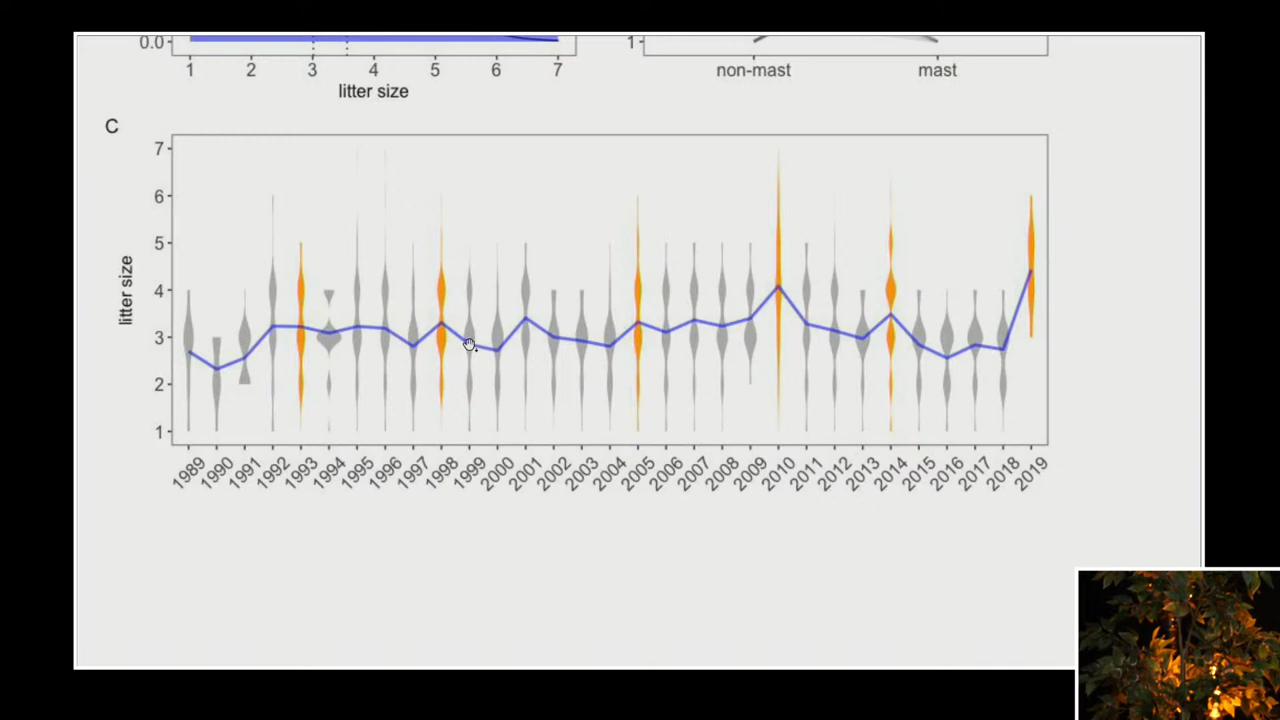 0.0
1
1 2 3 4 5 6 7
non-mast mast
litter size
C
7
6
5
4
3
2
1
litter size
1989 1990 1991 1992 1993 1994 1995 1996 1997 1998 1999 2000 2001 2002 2003 2004 2005 2006 2007 2008 2009 2010 2011 2012 2013 2014 2015 2016 2017 2018 2019